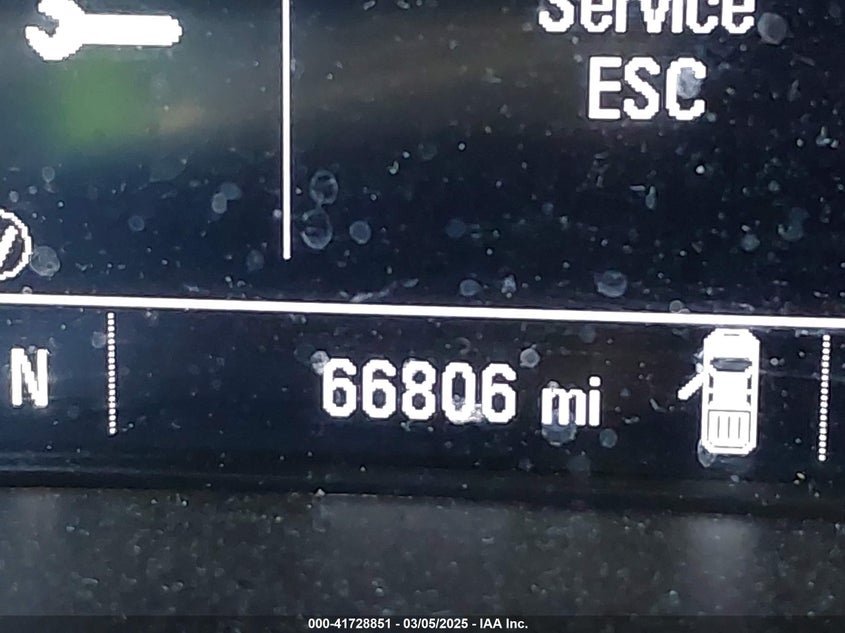 Service
ESC
N
66806 mi
000-41728851 - 03/05/2025 - IAA Inc.